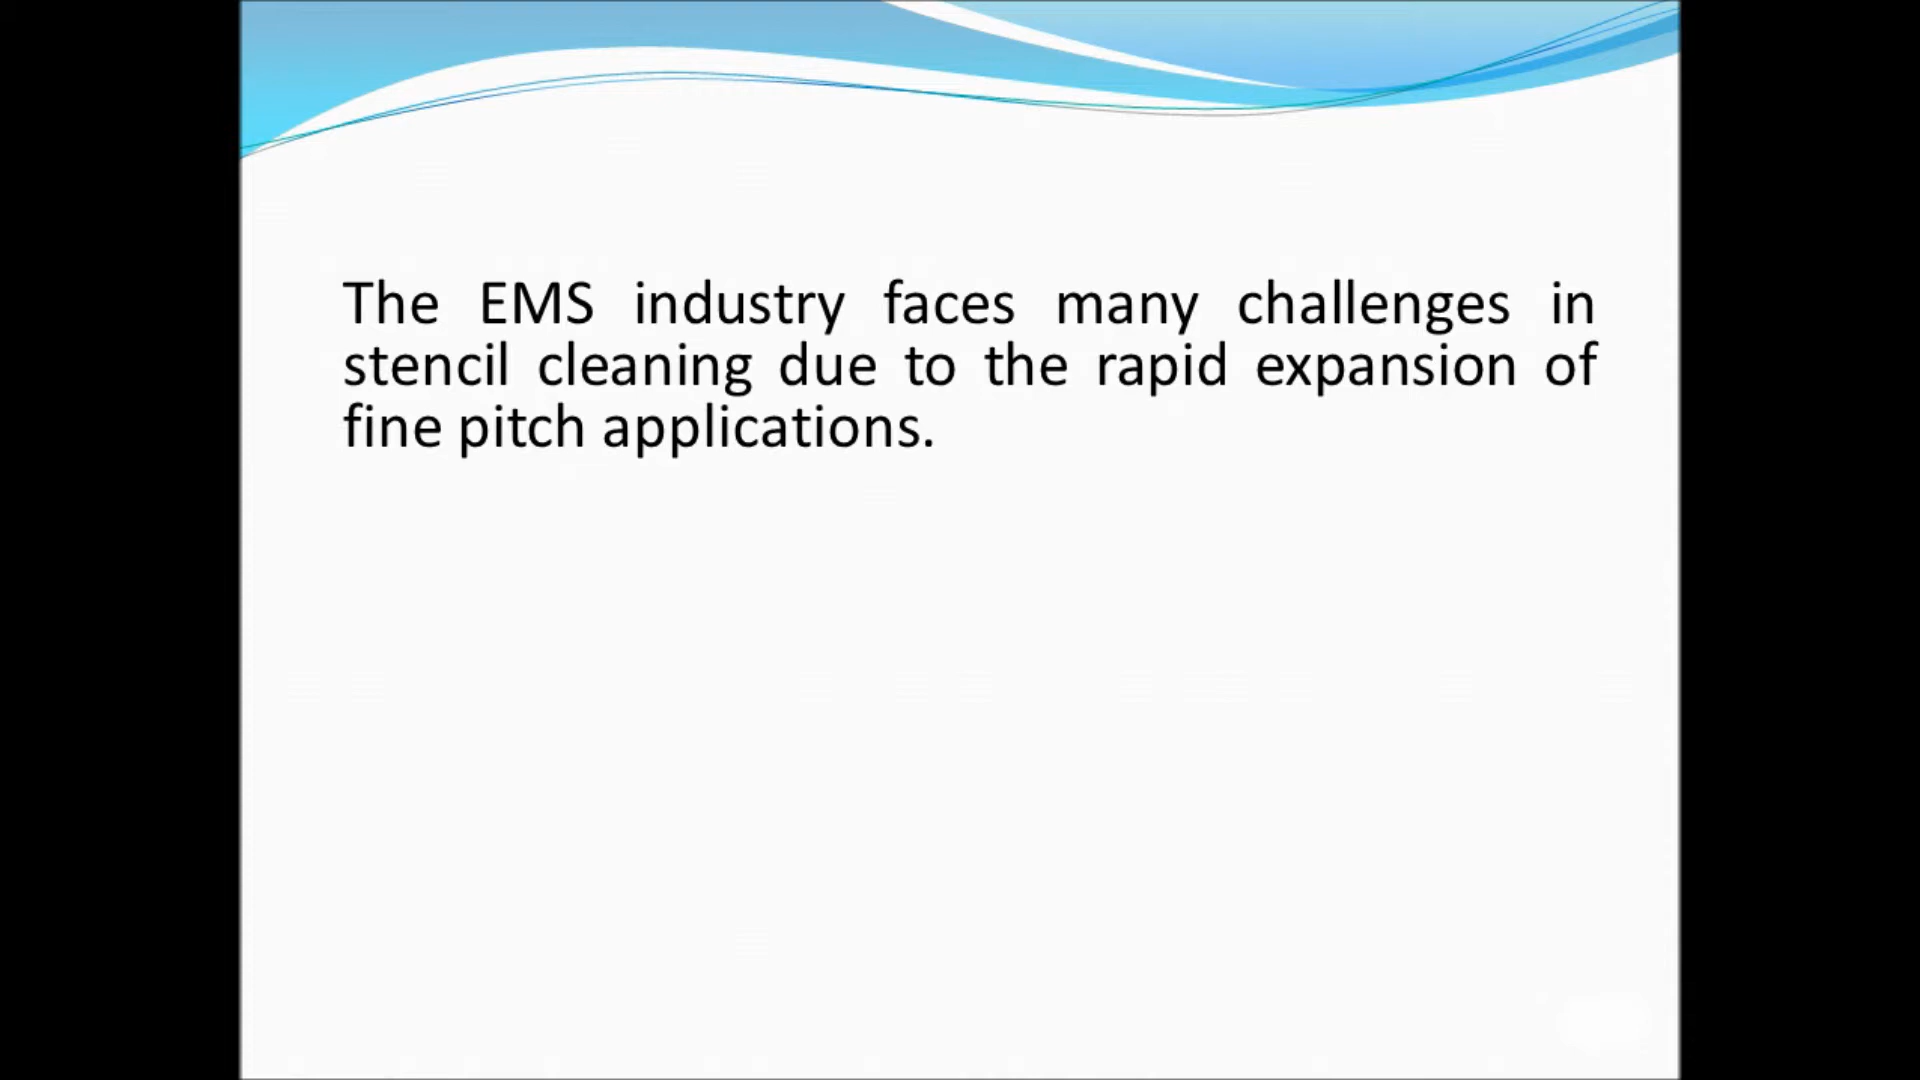 The EMS industry faces many challenges in
stencil cleaning due to the rapid expansion of
fine pitch applications.